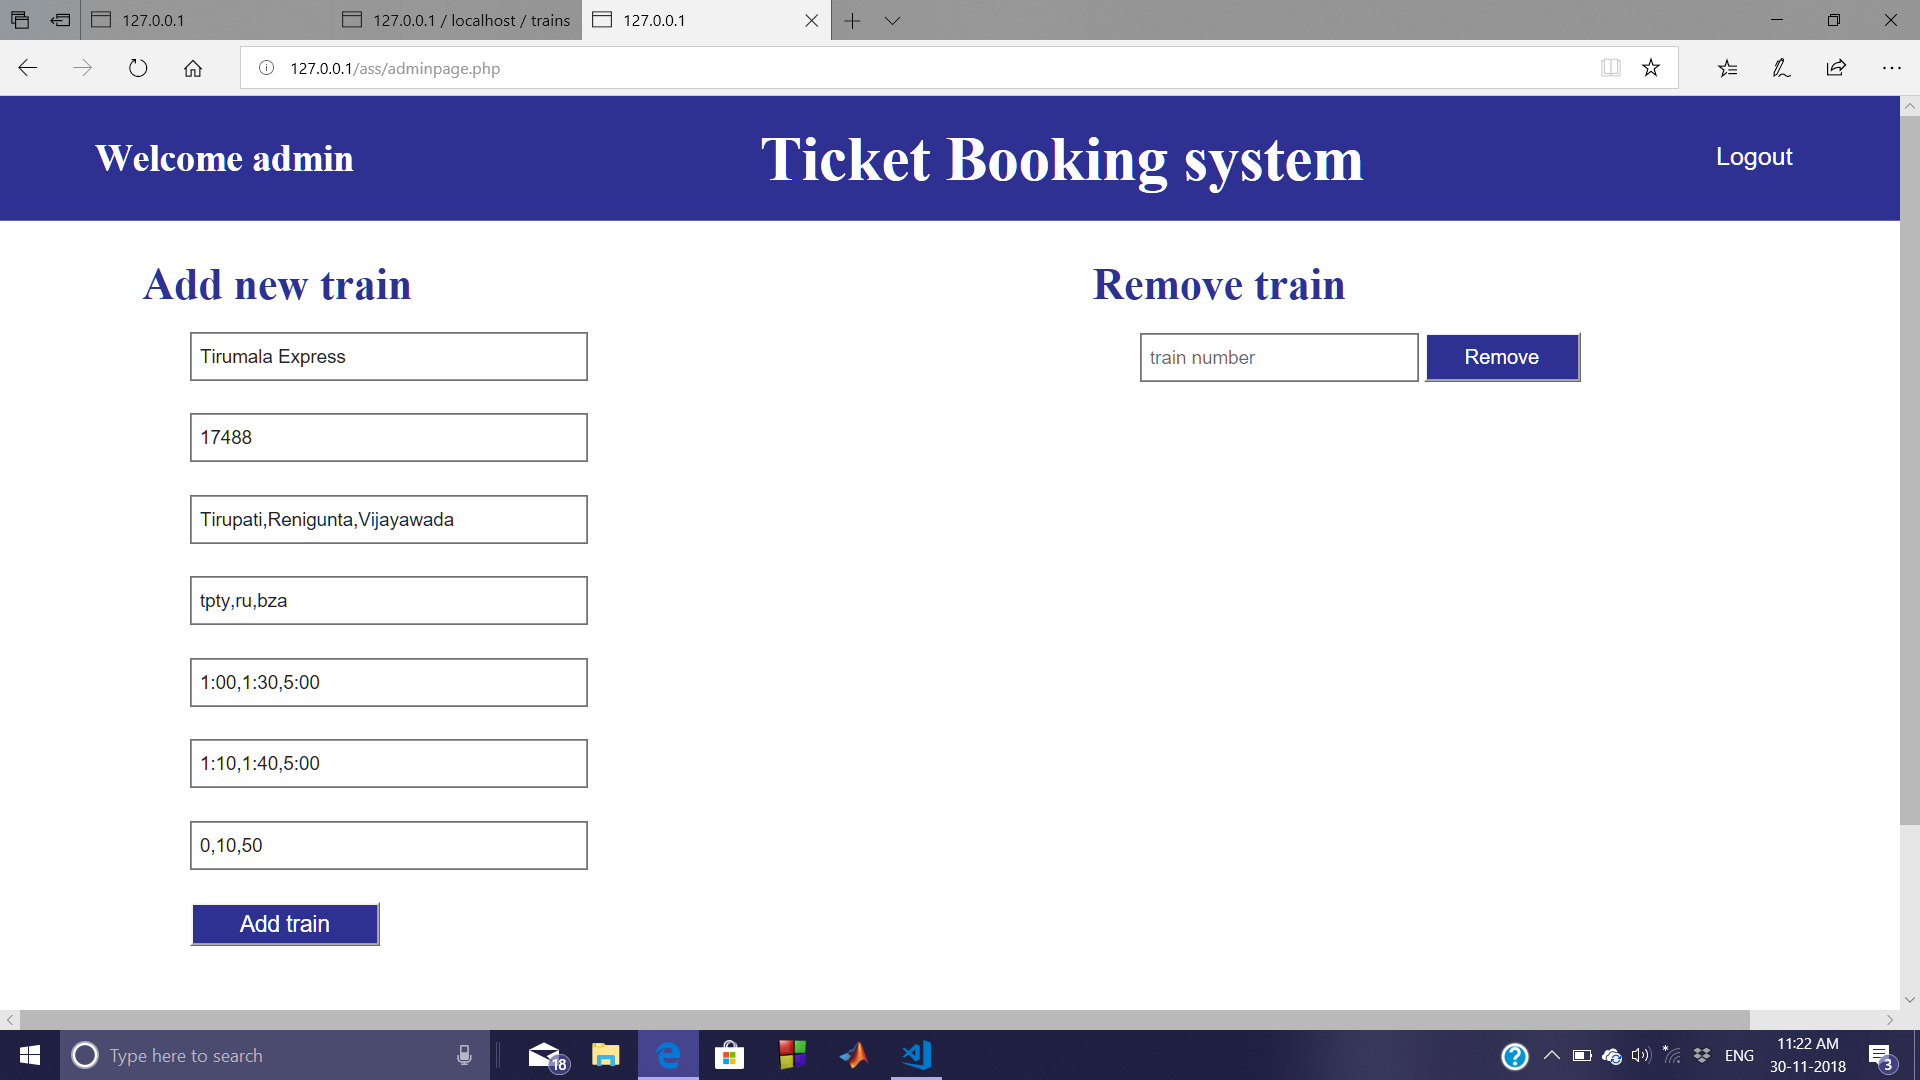 127.0.0.1
127.0.0.1 / localhost / trains
127.0.0.1
127.0.0.1/ass/adminpage.php
Welcome admin
Ticket Booking system
Logout
Add new train
Remove train
Tirumala Express
train number
Remove
17488
Tirupati,Renigunta,Vijayawada
tpty,ru,bza
1:00,1:30,5:00
1:10,1:40,5:00
0,10,50
Add train
Type here to search
18
ENG
11:22 AM
30-11-2018
3